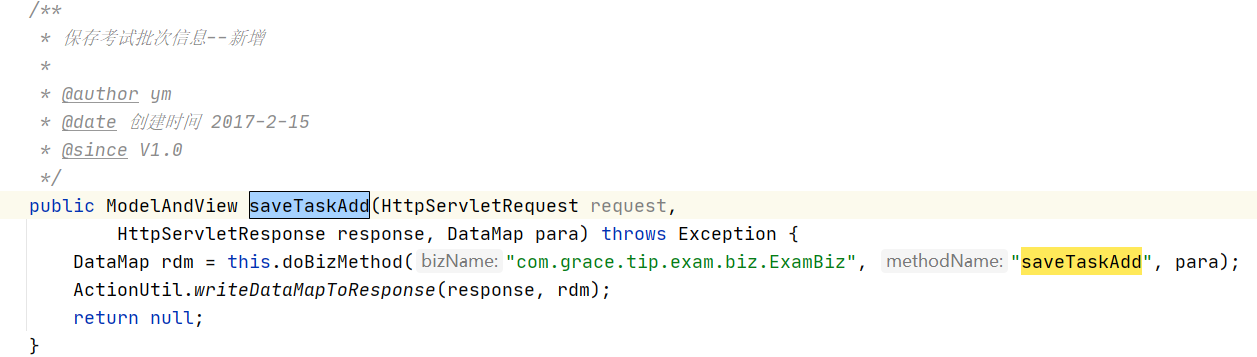 /**
 * 保存考试批次信息--新增
 *
 * @author ym
 * @date 创建时间 2017-2-15
 * @since V1.0
 */
public ModelAndView saveTaskAdd(HttpServletRequest request,
        HttpServletResponse response, DataMap para) throws Exception {
    DataMap rdm = this.doBizMethod( bizName: "com.grace.tip.exam.biz.ExamBiz", methodName: "saveTaskAdd", para);
    ActionUtil.writeDataMapToResponse(response, rdm);
    return null;
}